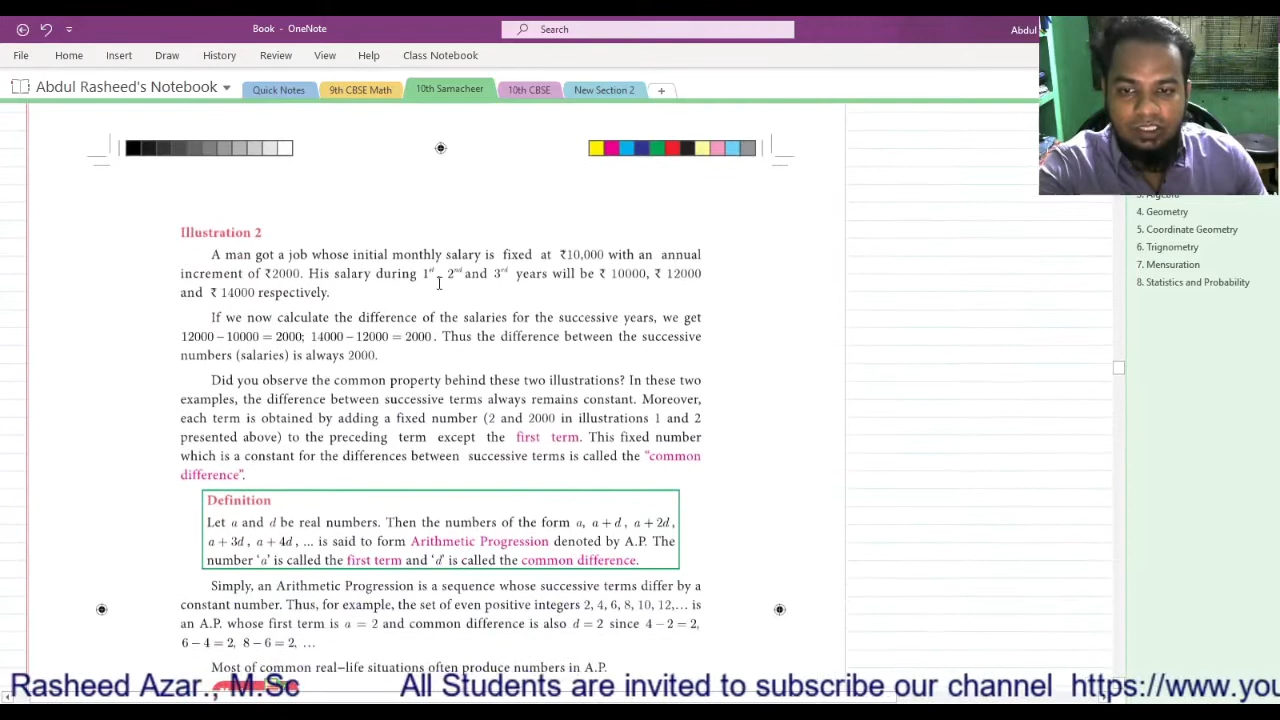 Book - OneNote
Search
Abdul
File Home Insert Draw History Review View Help Class Notebook
Abdul Rasheed's Notebook
Quick Notes 9th CBSE Math 10th Samacheer 10th CBSE New Section 2 +
4. Geometry
5. Coordinate Geometry
6. Trignometry
7. Mensuration
8. Statistics and Probability
Illustration 2
A man got a job whose initial monthly salary is fixed at ₹10,000 with an annual
increment of ₹2000. His salary during 1st, 2nd and 3rd years will be ₹ 10000, ₹ 12000
and ₹ 14000 respectively.
If we now calculate the difference of the salaries for the successive years, we get
12000 – 10000 = 2000; 14000 – 12000 = 2000. Thus the difference between the successive
numbers (salaries) is always 2000.
Did you observe the common property behind these two illustrations? In these two
examples, the difference between successive terms always remains constant. Moreover,
each term is obtained by adding a fixed number (2 and 2000 in illustrations 1 and 2
presented above) to the preceding term except the first term. This fixed number
which is a constant for the differences between successive terms is called the “common
difference”.
Definition
Let a and d be real numbers. Then the numbers of the form a, a + d, a + 2d,
a + 3d, a + 4d, ... is said to form Arithmetic Progression denoted by A.P. The
number ‘a’ is called the first term and ‘d’ is called the common difference.
Simply, an Arithmetic Progression is a sequence whose successive terms differ by a
constant number. Thus, for example, the set of even positive integers 2, 4, 6, 8, 10, 12,… is
an A.P. whose first term is a = 2 and common difference is also d = 2 since 4 – 2 = 2,
6 – 4 = 2, 8 – 6 = 2, …
Most of common real–life situations often produce numbers in A.P.
Rasheed Azar., M.Sc All Students are invited to subscribe our channel https://www.you